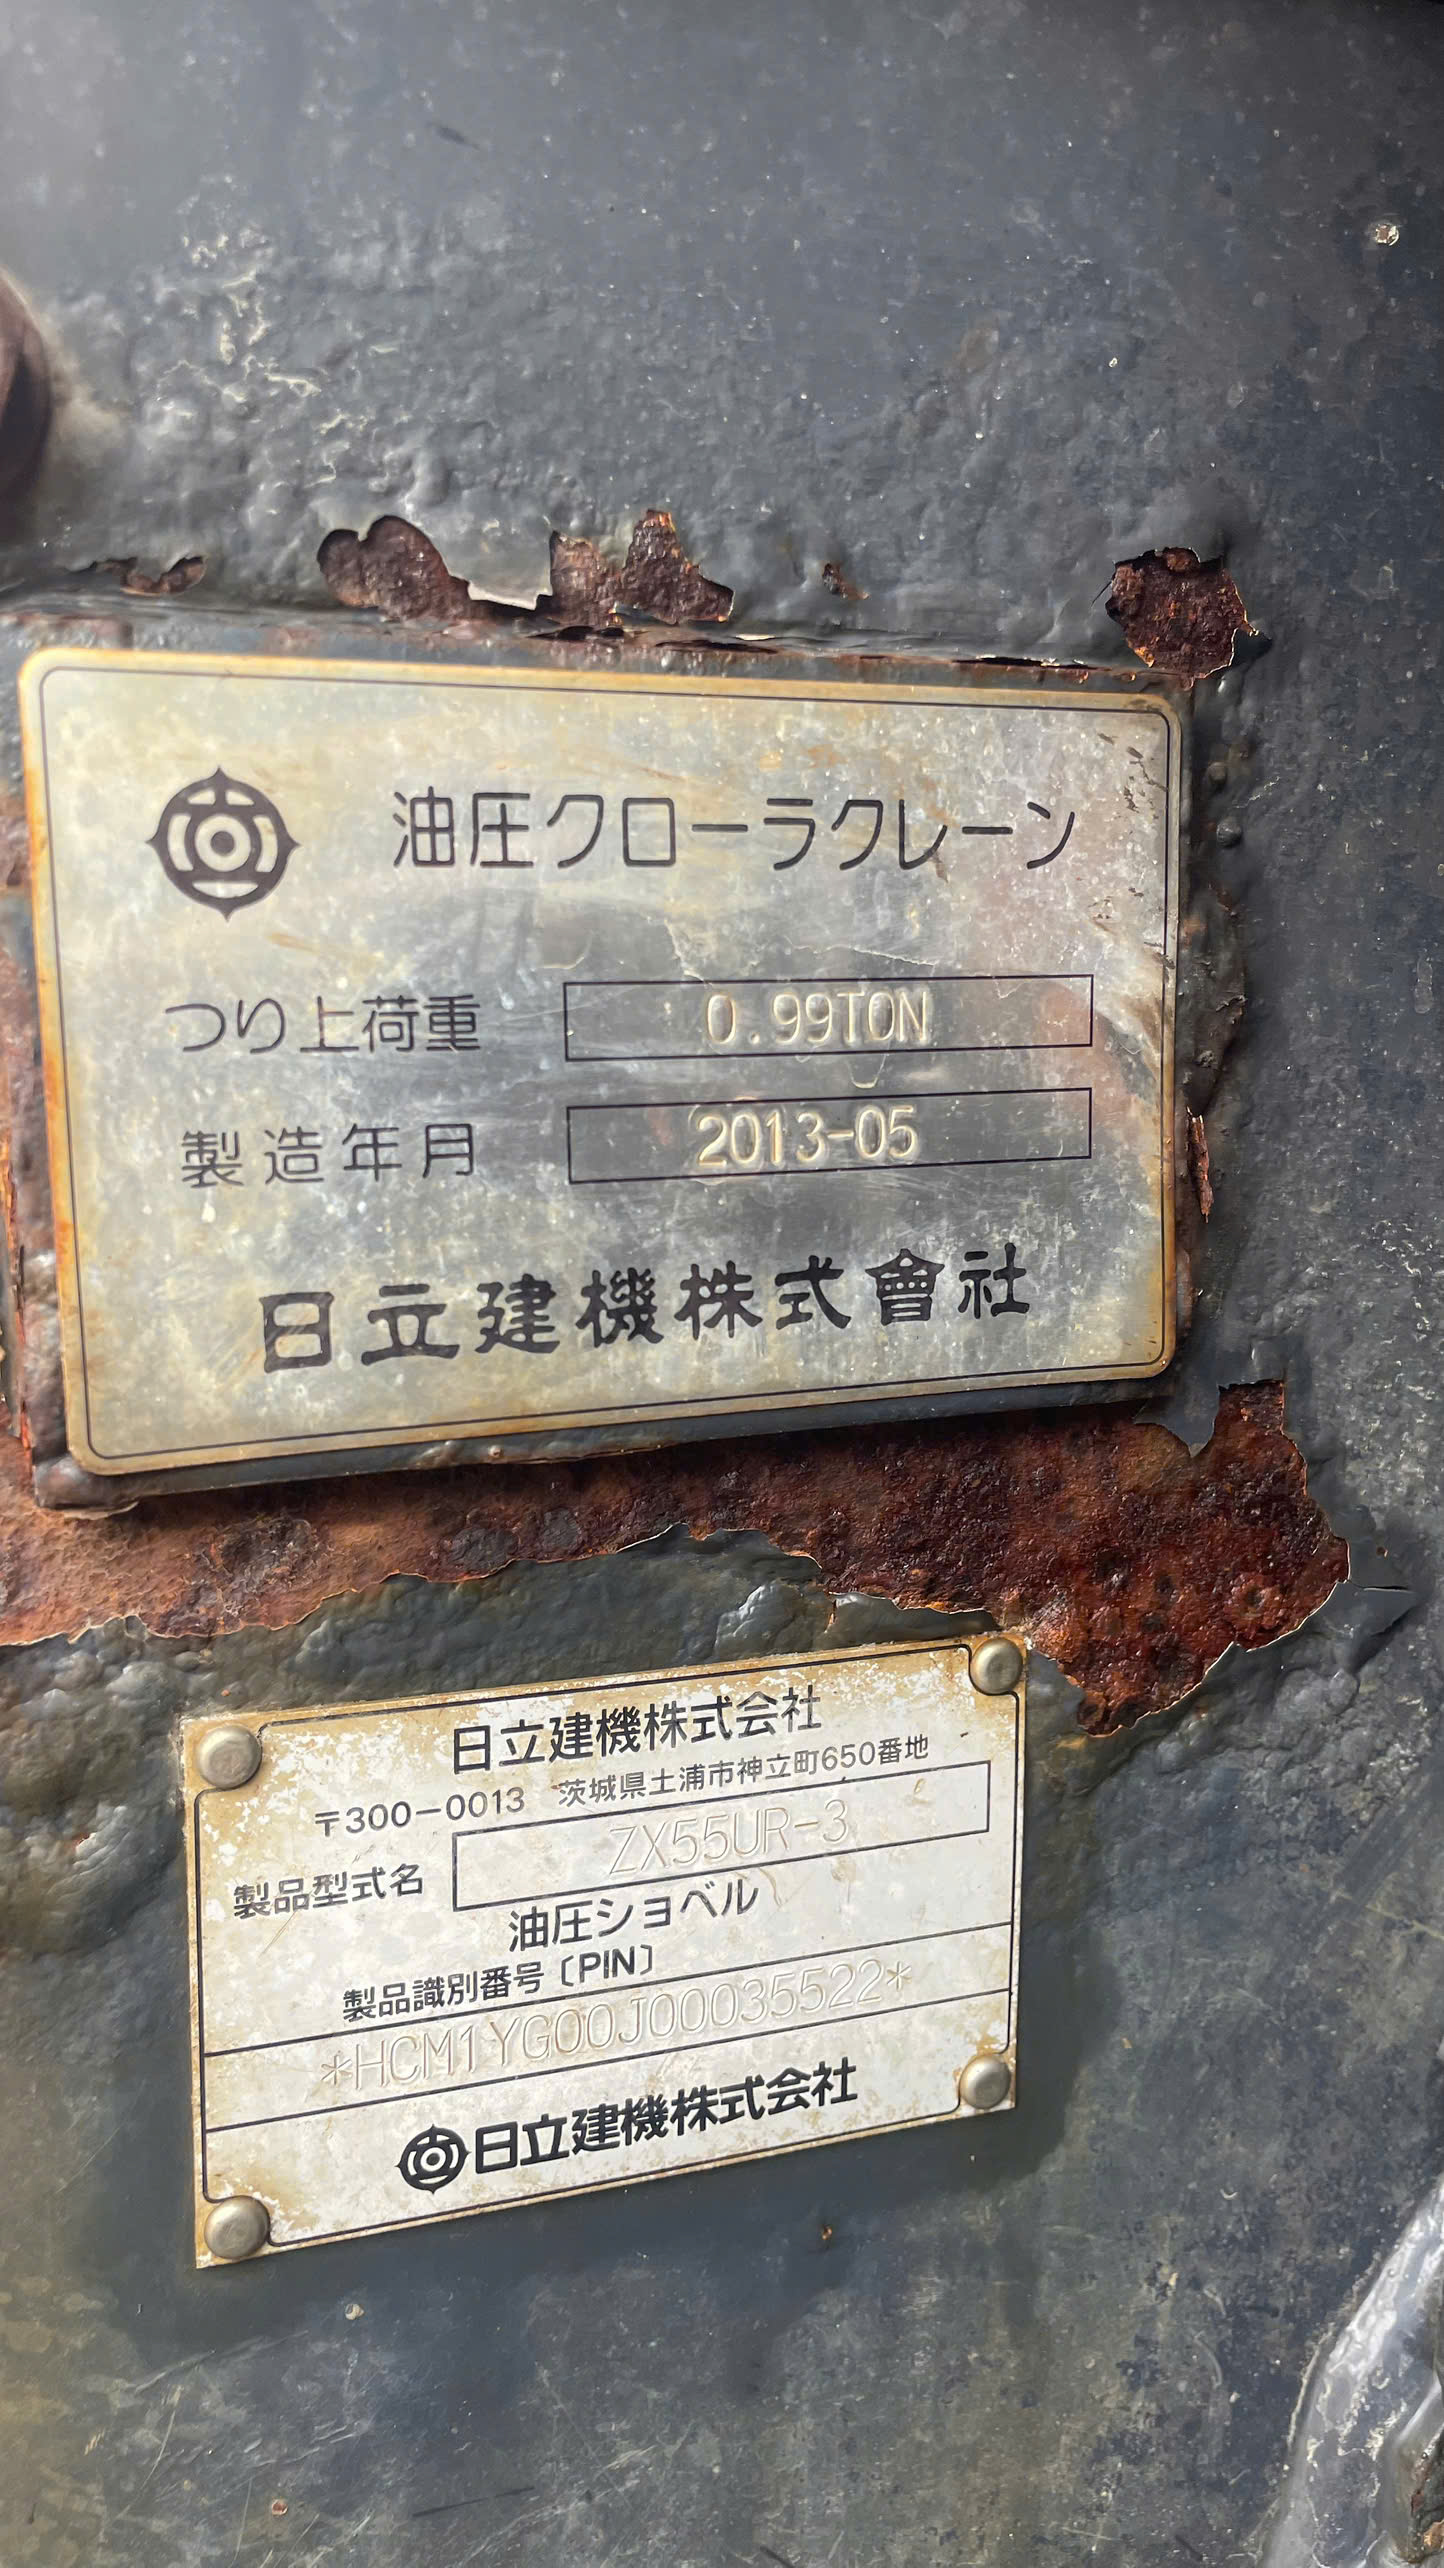 油圧クローラクレーン
つり上荷重 0.99TON
製造年月 2013-05
日立建機株式會社
日立建機株式会社
〒300-0013 茨城県土浦市神立町650番地
製品型式名 ZX55UR-3
油圧ショベル
製品識別番号〔PIN〕
*HCM1YG00J00035522*
日立建機株式会社